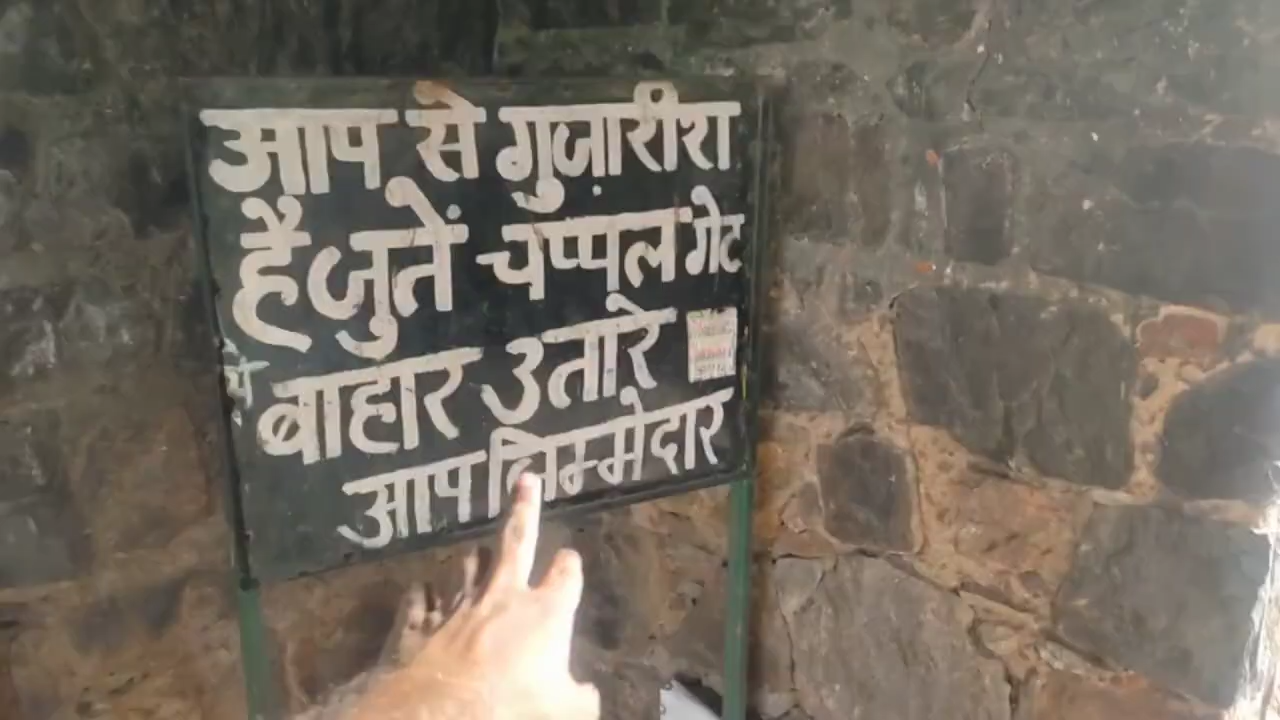 आप से गुज़ारीश
हैं जुतें चप्पल गेट
से बाहार उतारे
आप जिम्मेदार